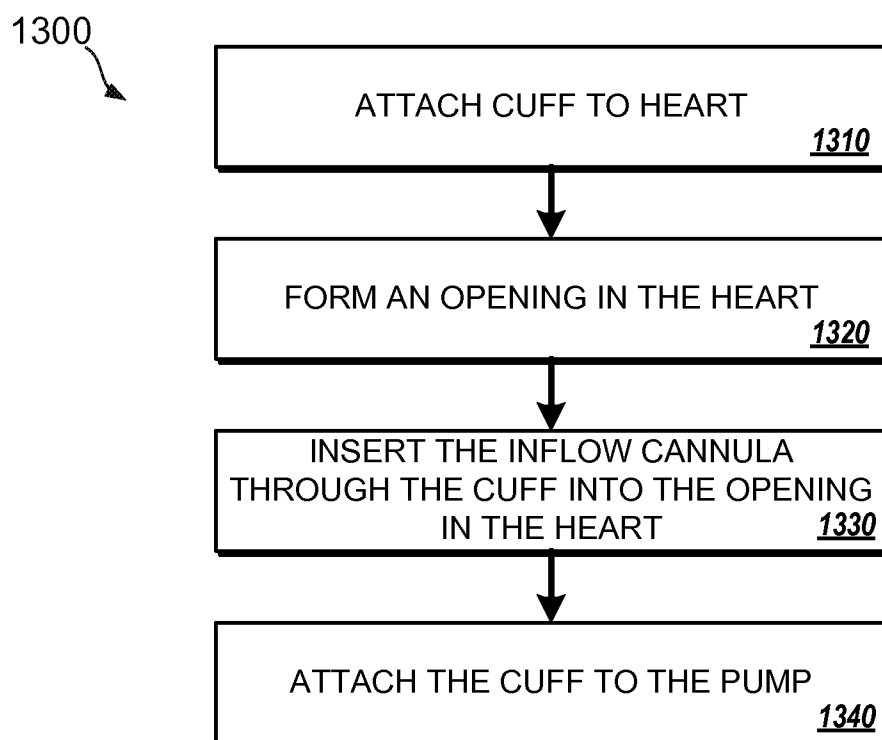 1300
ATTACH CUFF TO HEART
1310
FORM AN OPENING IN THE HEART
1320
INSERT THE INFLOW CANNULA
THROUGH THE CUFF INTO THE OPENING
IN THE HEART
1330
ATTACH THE CUFF TO THE PUMP
1340